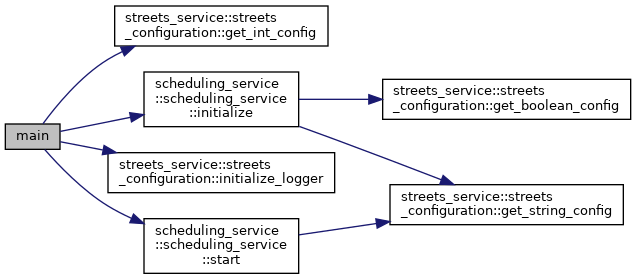 streets_service::streets
_configuration::get_int_config
scheduling_service
::scheduling_service
::initialize
streets_service::streets
_configuration::get_boolean_config
main
streets_service::streets
_configuration::initialize_logger
streets_service::streets
_configuration::get_string_config
scheduling_service
::scheduling_service
::start